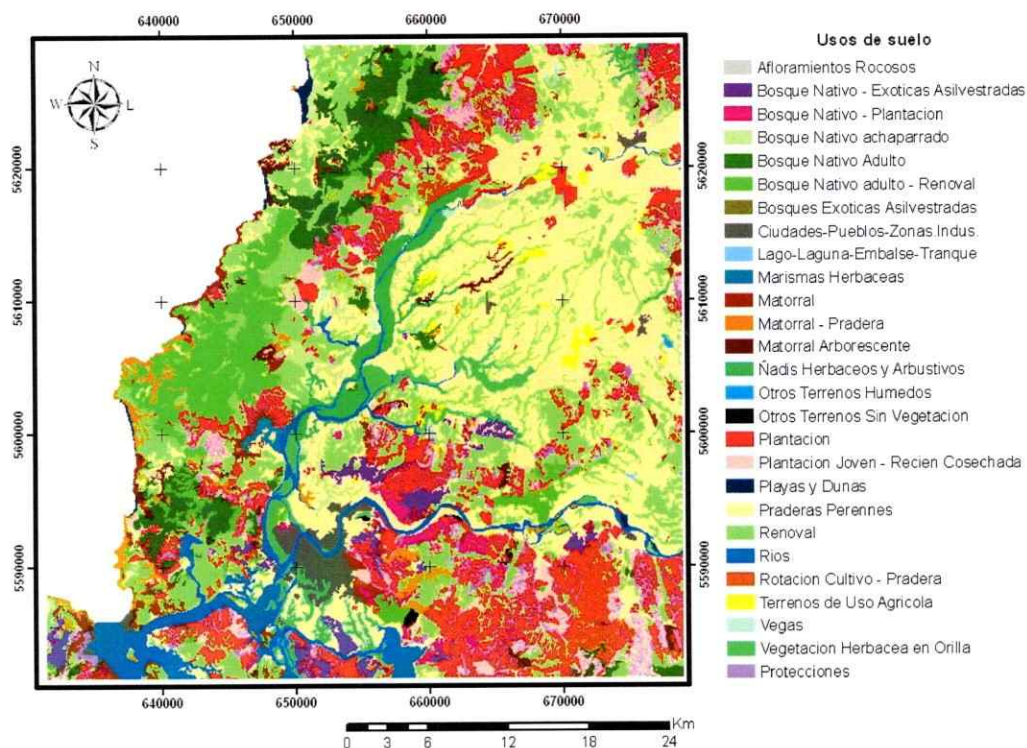 640000 650000 660000 670000
N
W L
S
5620000 5620000
5610000 5610000
5600000 5600000
5590000 5590000
640000 650000 660000 670000
Km
0 3 6 12 18 24
Usos de suelo
Afloramientos Rocosos
Bosque Nativo - Exoticas Asilvestradas
Bosque Nativo - Plantacion
Bosque Nativo achaparrado
Bosque Nativo Adulto
Bosque Nativo adulto - Renoval
Bosques Exoticas Asilvestradas
Ciudades-Pueblos-Zonas.Indus.
Lago-Laguna-Embalse-Tranque
Marismas Herbaceas
Matorral
Matorral - Pradera
Matorral Arborescente
Ñadis Herbaceos y Arbustivos
Otros Terrenos Humedos
Otros Terrenos Sin Vegetacion
Plantacion
Plantacion Joven - Recien Cosechada
Playas y Dunas
Praderas Perennes
Renoval
Rios
Rotacion Cultivo - Pradera
Terrenos de Uso Agricola
Vegas
Vegetacion Herbacea en Orilla
Protecciones